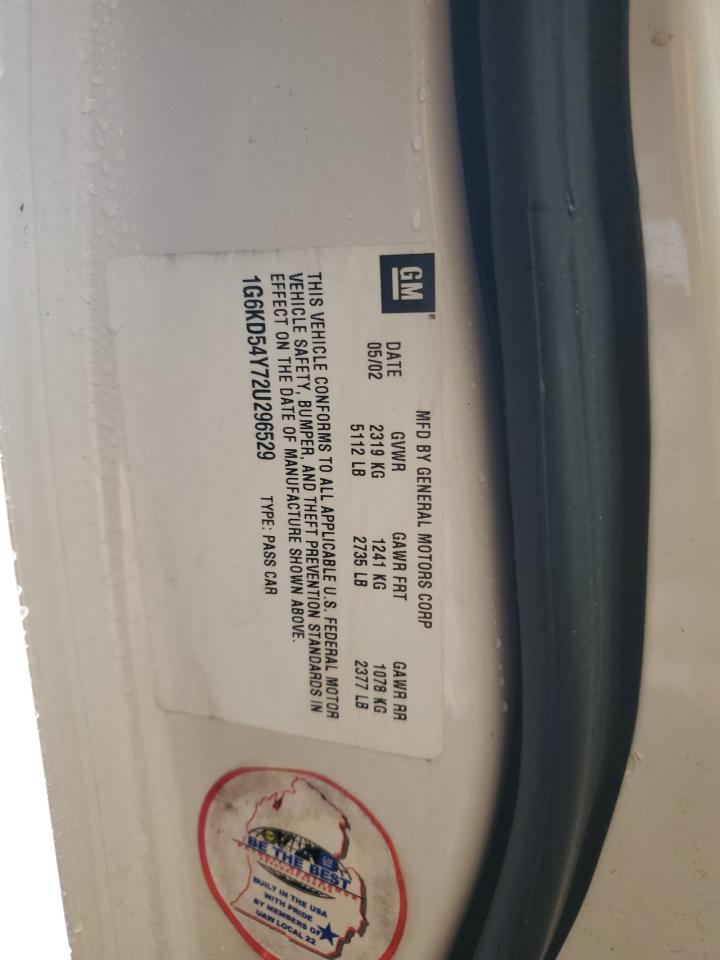 GM
MFD BY GENERAL MOTORS CORP
DATE GVWR GAWR FRT GAWR RR
05/02 2319 KG 1241 KG 1078 KG
5112 LB 2735 LB 2377 LB
THIS VEHICLE CONFORMS TO ALL APPLICABLE U.S. FEDERAL MOTOR
VEHICLE SAFETY, BUMPER, AND THEFT PREVENTION STANDARDS IN
EFFECT ON THE DATE OF MANUFACTURE SHOWN ABOVE.
1G6KD54Y72U296529 TYPE: PASS CAR
GM
BE THE BEST
BUILT IN THE USA
WITH PRIDE
BY MEMBERS OF
UAW LOCAL 22